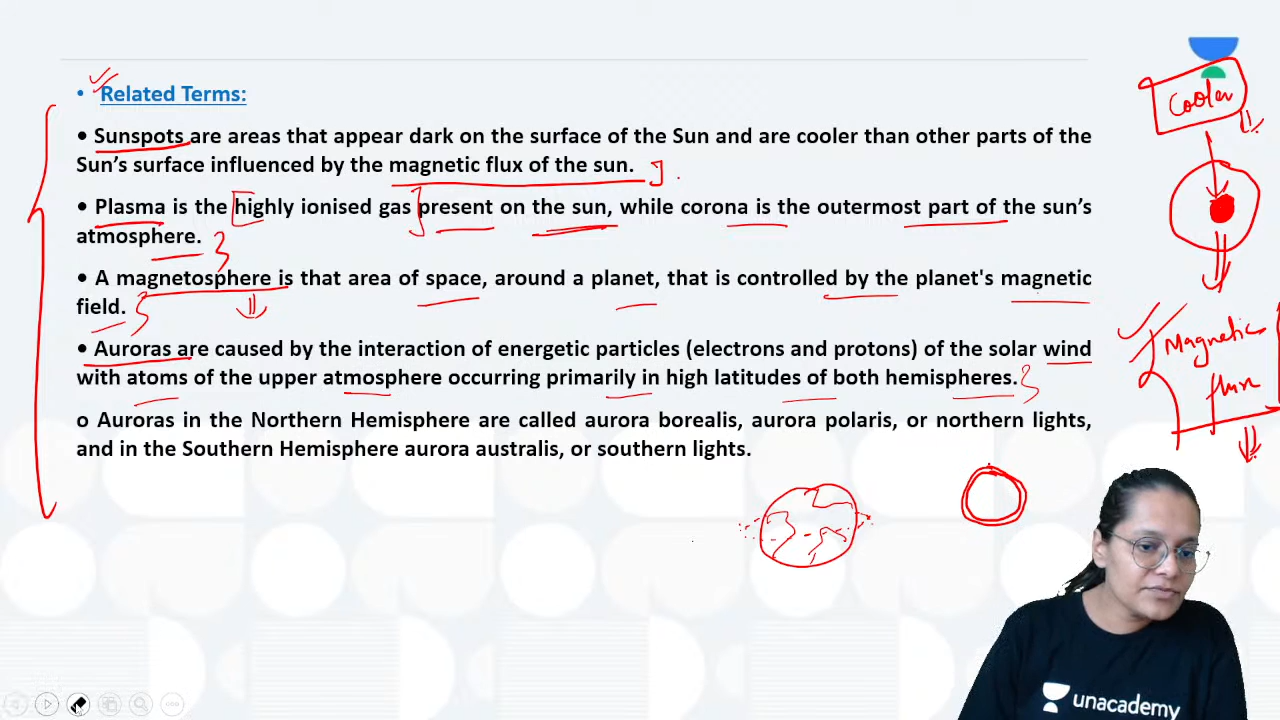 • Related Terms:
• Sunspots are areas that appear dark on the surface of the Sun and are cooler than other parts of the
Sun’s surface influenced by the magnetic flux of the sun.
• Plasma is the highly ionised gas present on the sun, while corona is the outermost part of the sun’s
atmosphere.
• A magnetosphere is that area of space, around a planet, that is controlled by the planet's magnetic
field.
• Auroras are caused by the interaction of energetic particles (electrons and protons) of the solar wind
with atoms of the upper atmosphere occurring primarily in high latitudes of both hemispheres.
o Auroras in the Northern Hemisphere are called aurora borealis, aurora polaris, or northern lights,
and in the Southern Hemisphere aurora australis, or southern lights.
Cooler
Magnetic
flux
unacademy